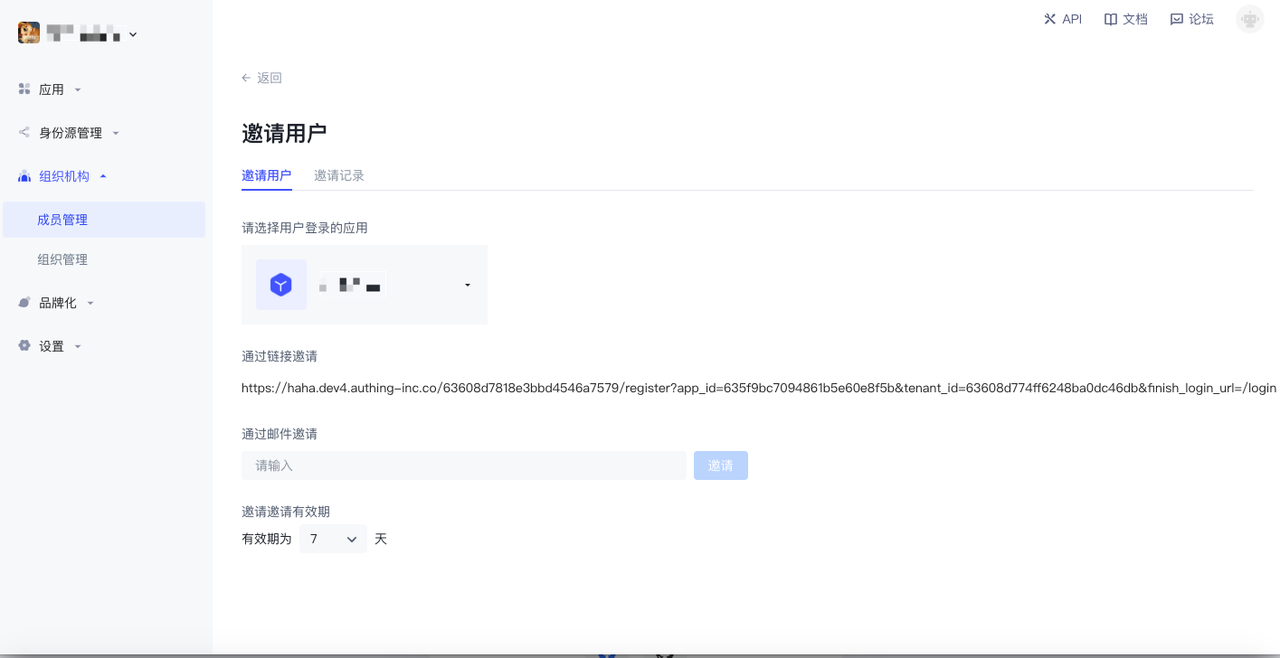 API
文档
论坛
应用
身份源管理
组织机构
成员管理
组织管理
品牌化
设置
← 返回
邀请用户
邀请用户
邀请记录
请选择用户登录的应用
通过链接邀请
https://haha.dev4.authing-inc.co/63608d7818e3bbd4546a7579/register?app_id=635f9bc7094861b5e60e8f5b&tenant_id=63608d774ff6248ba0dc46db&finish_login_url=/login
通过邮件邀请
请输入
邀请
邀请邀请有效期
有效期为 7 天